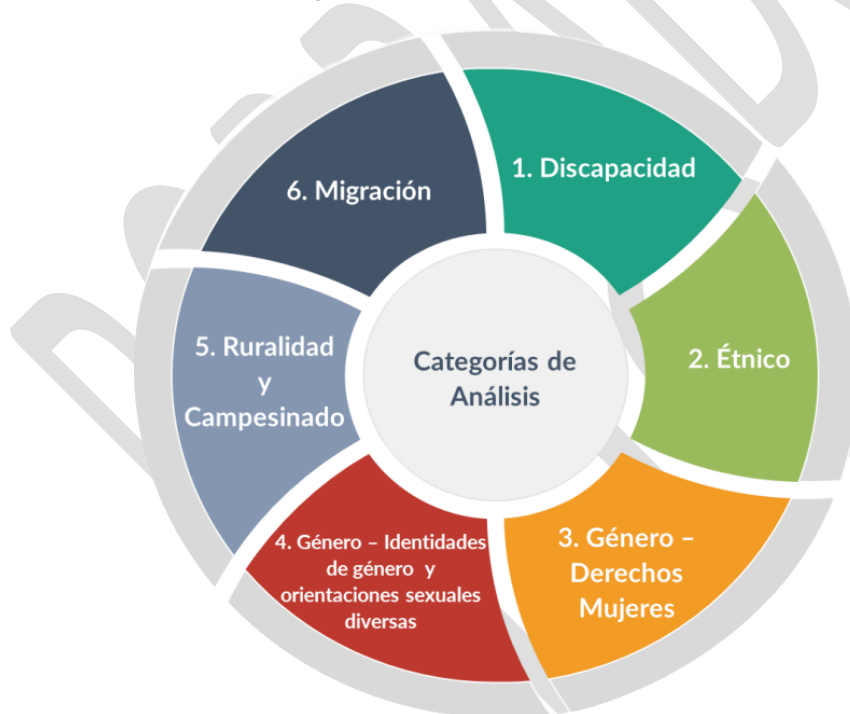 1. Discapacidad
2. Étnico
3. Género –
Derechos
Mujeres
4. Género – Identidades
de género y
orientaciones sexuales
diversas
5. Ruralidad
y
Campesinado
6. Migración
Categorías de
Análisis